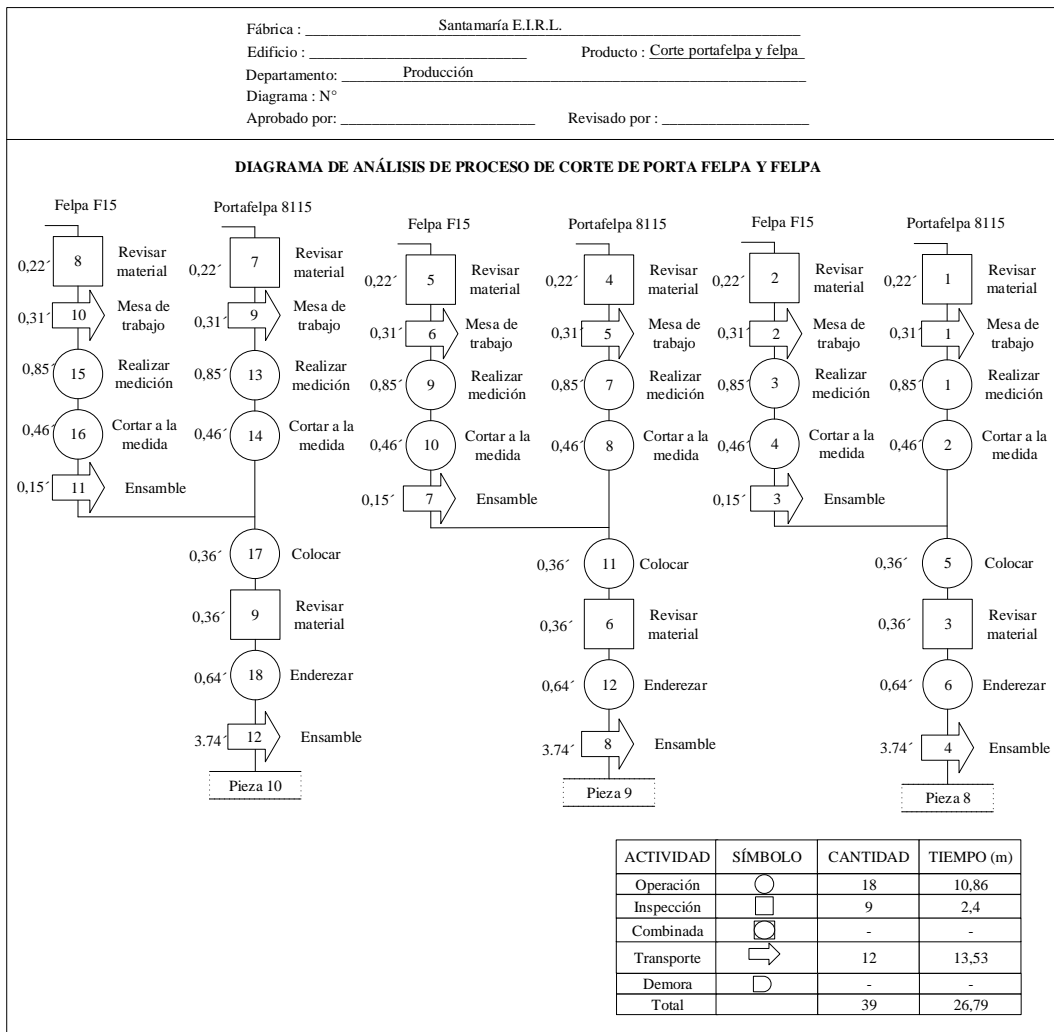 Fábrica : Santamaría E.I.R.L.
Edificio : Producto : Corte portafelpa y felpa
Departamento: Producción
Diagrama : N°
Aprobado por: Revisado por :
DIAGRAMA DE ANÁLISIS DE PROCESO DE CORTE DE PORTA FELPA Y FELPA
Felpa F15
0,22´ 8 Revisar material
0,31´ 10 Mesa de trabajo
0,85´ 15 Realizar medición
0,46´ 16 Cortar a la medida
0,15´ 11 Ensamble
Portafelpa 8115
0,22´ 7 Revisar material
0,31´ 9 Mesa de trabajo
0,85´ 13 Realizar medición
0,46´ 14 Cortar a la medida
0,36´ 17 Colocar
0,36´ 9 Revisar material
0,64´ 18 Enderezar
3.74´ 12 Ensamble
Pieza 10
Felpa F15
0,22´ 5 Revisar material
0,31´ 6 Mesa de trabajo
0,85´ 9 Realizar medición
0,46´ 10 Cortar a la medida
0,15´ 7 Ensamble
Portafelpa 8115
0,22´ 4 Revisar material
0,31´ 5 Mesa de trabajo
0,85´ 7 Realizar medición
0,46´ 8 Cortar a la medida
0,36´ 11 Colocar
0,36´ 6 Revisar material
0,64´ 12 Enderezar
3.74´ 8 Ensamble
Pieza 9
Felpa F15
0,22´ 2 Revisar material
0,31´ 2 Mesa de trabajo
0,85´ 3 Realizar medición
0,46´ 4 Cortar a la medida
0,15´ 3 Ensamble
Portafelpa 8115
0,22´ 1 Revisar material
0,31´ 1 Mesa de trabajo
0,85´ 1 Realizar medición
0,46´ 2 Cortar a la medida
0,36´ 5 Colocar
0,36´ 3 Revisar material
0,64´ 6 Enderezar
3.74´ 4 Ensamble
Pieza 8
ACTIVIDAD SÍMBOLO CANTIDAD TIEMPO (m)
Operación 18 10,86
Inspección 9 2,4
Combinada - -
Transporte 12 13,53
Demora - -
Total 39 26,79